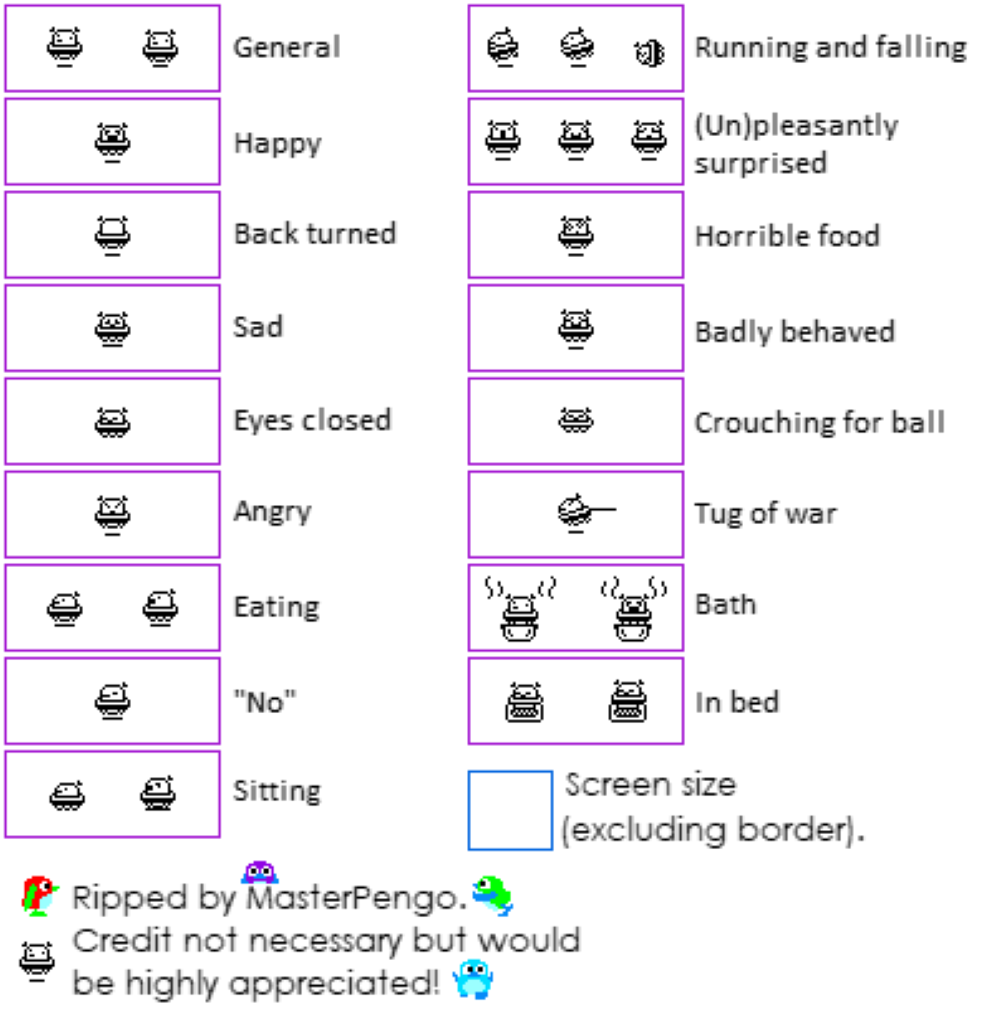 General
Happy
Back turned
Sad
Eyes closed
Angry
Eating
"No"
Sitting
Running and falling
(Un)pleasantly
surprised
Horrible food
Badly behaved
Crouching for ball
Tug of war
Bath
In bed
Screen size
(excluding border).
Ripped by MasterPengo.
Credit not necessary but would
be highly appreciated!